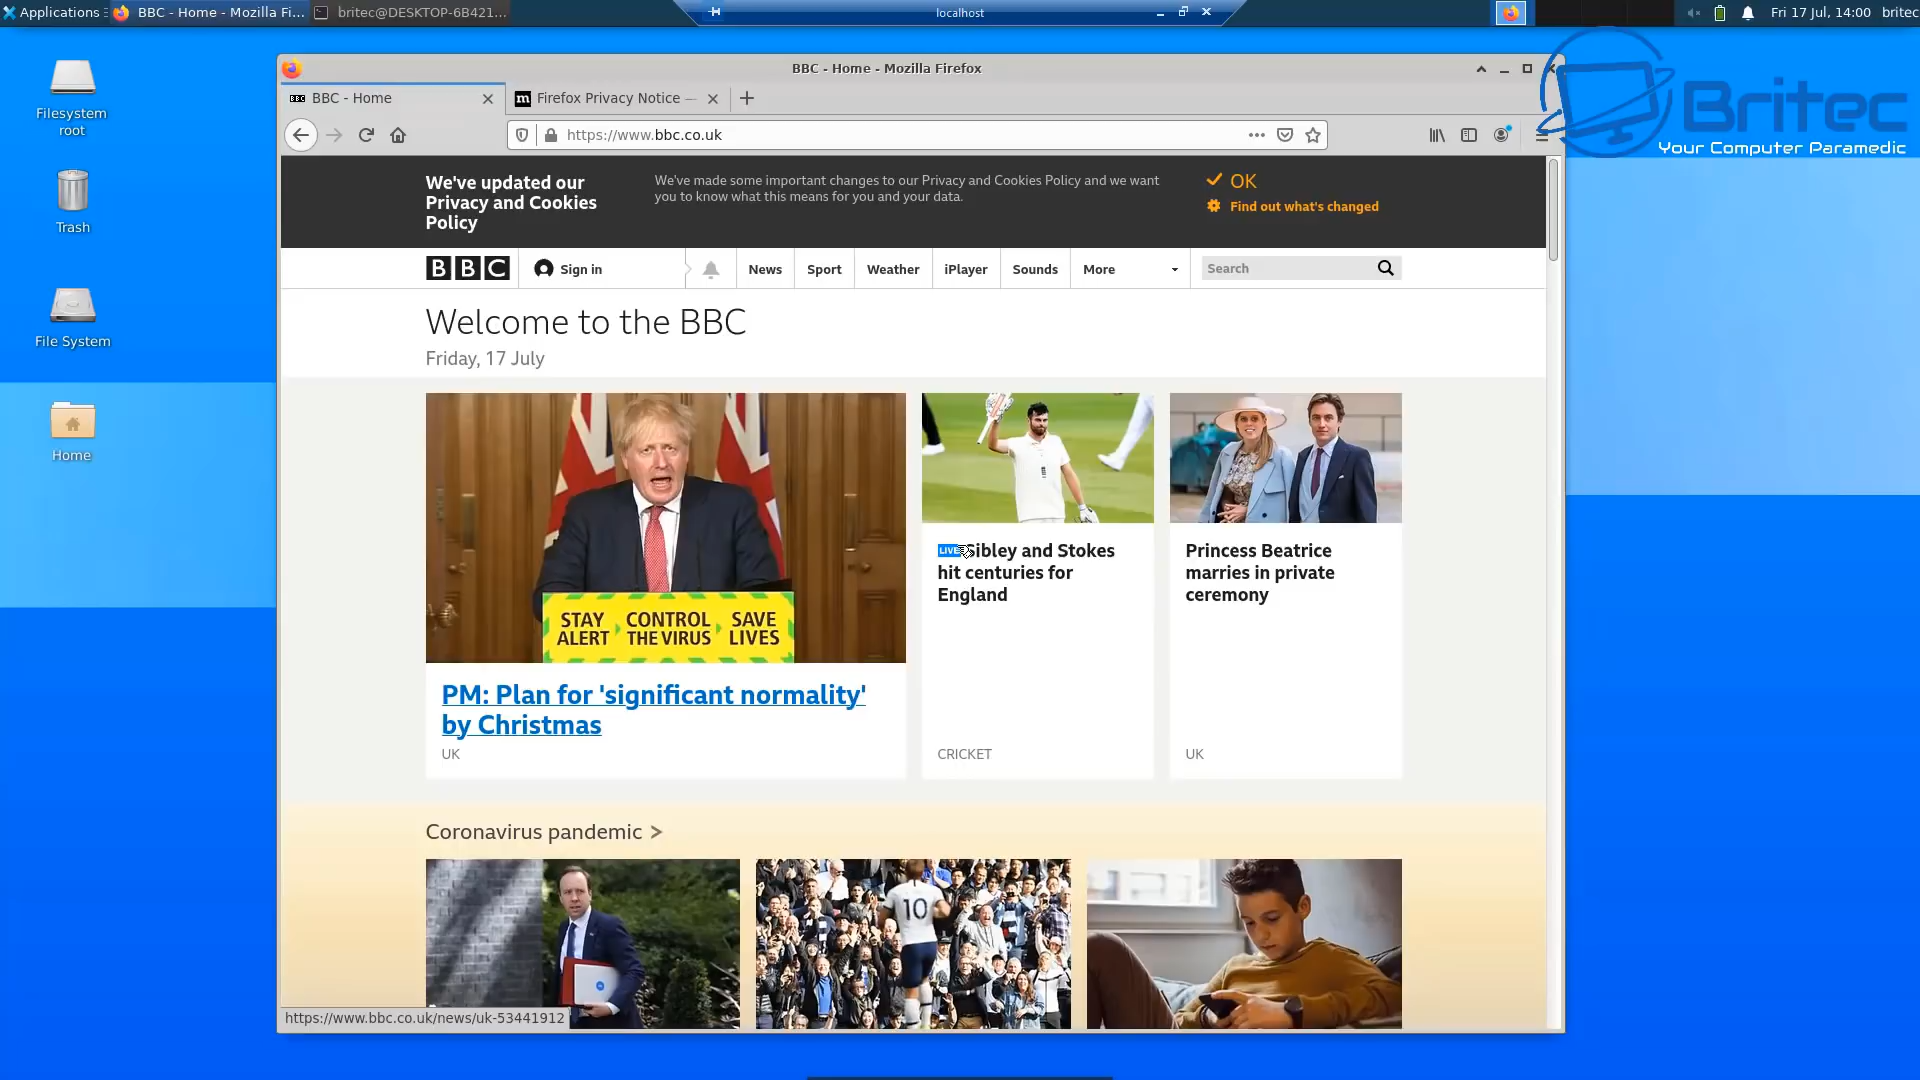 Applications
BBC - Home - Mozilla Fi...
britec@DESKTOP-6B421...
localhost
Fri 17 Jul, 14:00
britec
Britec
Your Computer Paramedic
Filesystem
root
Trash
File System
Home
BBC - Home - Mozilla Firefox
BBC BBC - Home
m Firefox Privacy Notice —
https://www.bbc.co.uk
We've updated our
Privacy and Cookies
Policy
We've made some important changes to our Privacy and Cookies Policy and we want
you to know what this means for you and your data.
OK
Find out what's changed
BBC
Sign in
News
Sport
Weather
iPlayer
Sounds
More
Search
Welcome to the BBC
Friday, 17 July
STAY CONTROL SAVE
ALERT THE VIRUS LIVES
PM: Plan for 'significant normality'
by Christmas
UK
LIVE Sibley and Stokes
hit centuries for
England
CRICKET
Princess Beatrice
marries in private
ceremony
UK
Coronavirus pandemic >
10
https://www.bbc.co.uk/news/uk-53441912